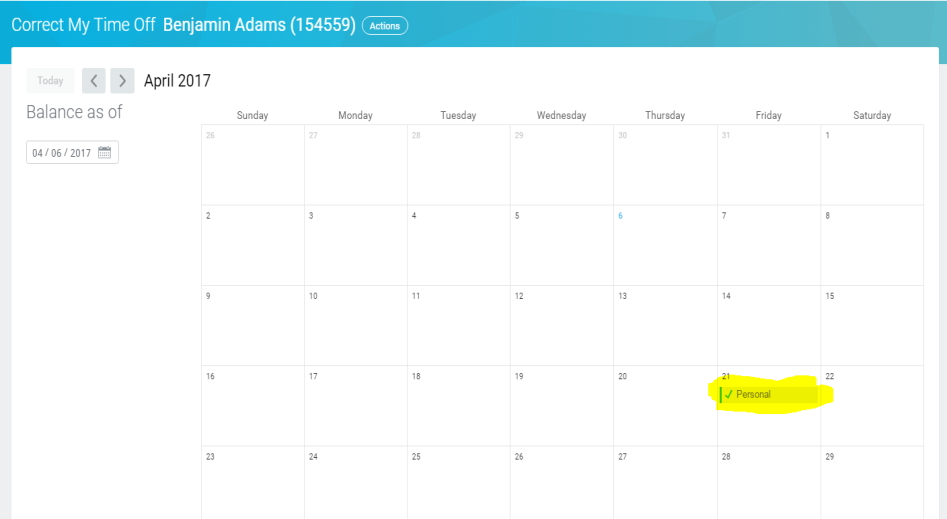 Correct My Time Off Benjamin Adams (154559) Actions
Today April 2017
Balance as of
04 / 06 / 2017
Sunday Monday Tuesday Wednesday Thursday Friday Saturday
26 27 28 29 30 31 1
2 3 4 5 6 7 8
9 10 11 12 13 14 15
16 17 18 19 20 21 22
Personal
23 24 25 26 27 28 29